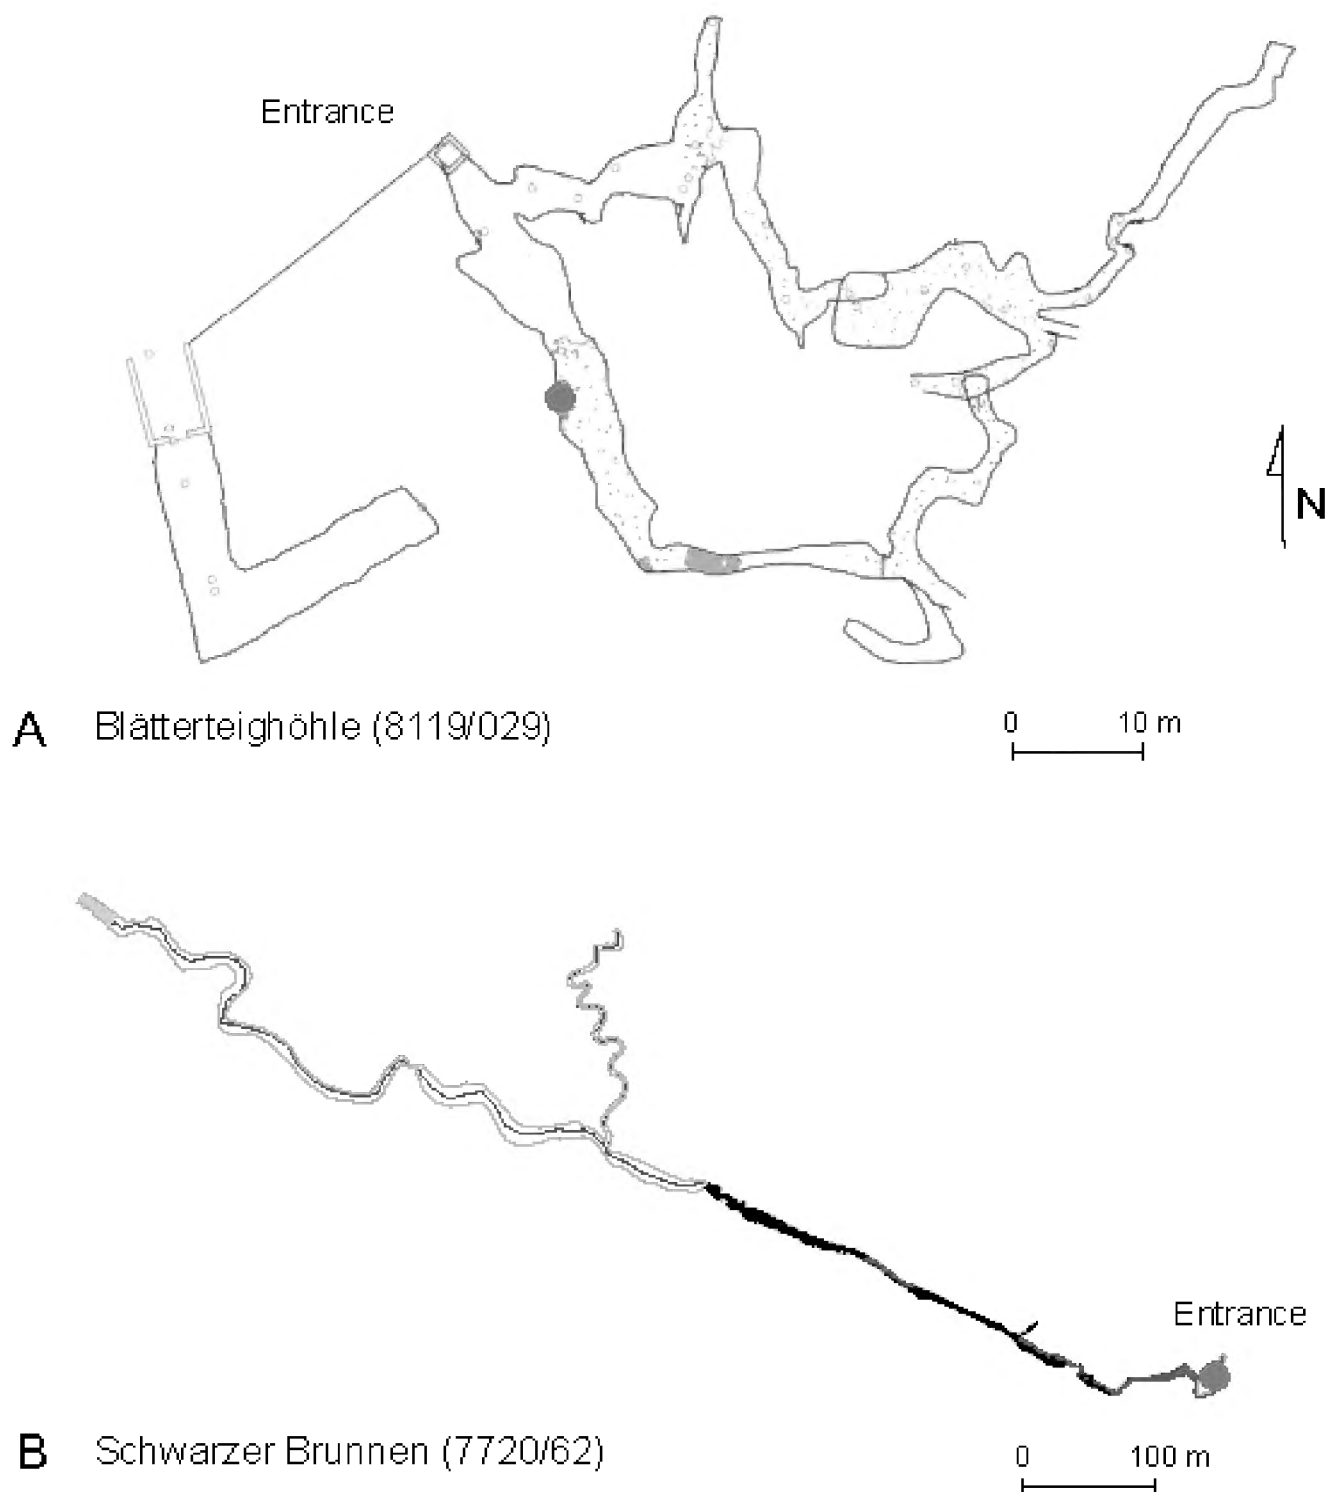 Entrance
N
A Blätterteighöhle (8119/029)
0 10 m
Entrance
B Schwarzer Brunnen (7720/62)
0 100 m